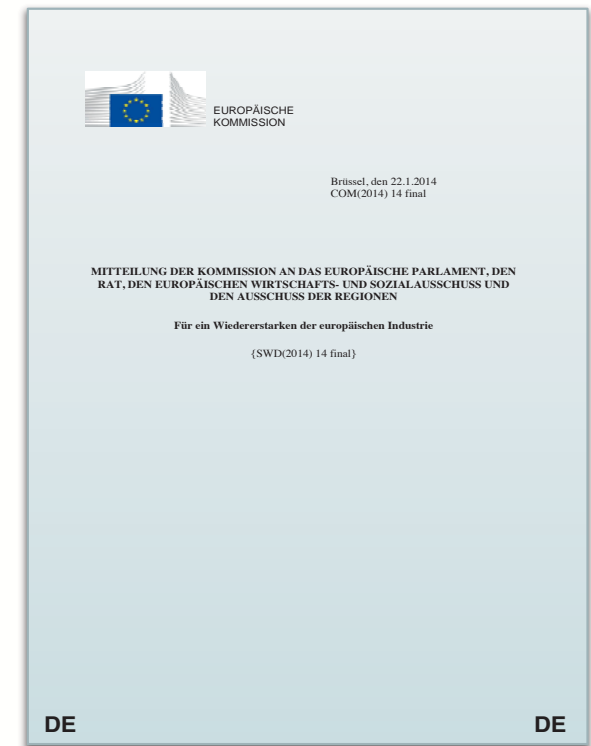 EUROPÄISCHE
KOMMISSION
Brüssel, den 22.1.2014
COM(2014) 14 final
MITTEILUNG DER KOMMISSION AN DAS EUROPÄISCHE PARLAMENT, DEN
RAT, DEN EUROPÄISCHEN WIRTSCHAFTS- UND SOZIALAUSSCHUSS UND
DEN AUSSCHUSS DER REGIONEN
Für ein Wiedererstarken der europäischen Industrie
{SWD(2014) 14 final}
DE DE